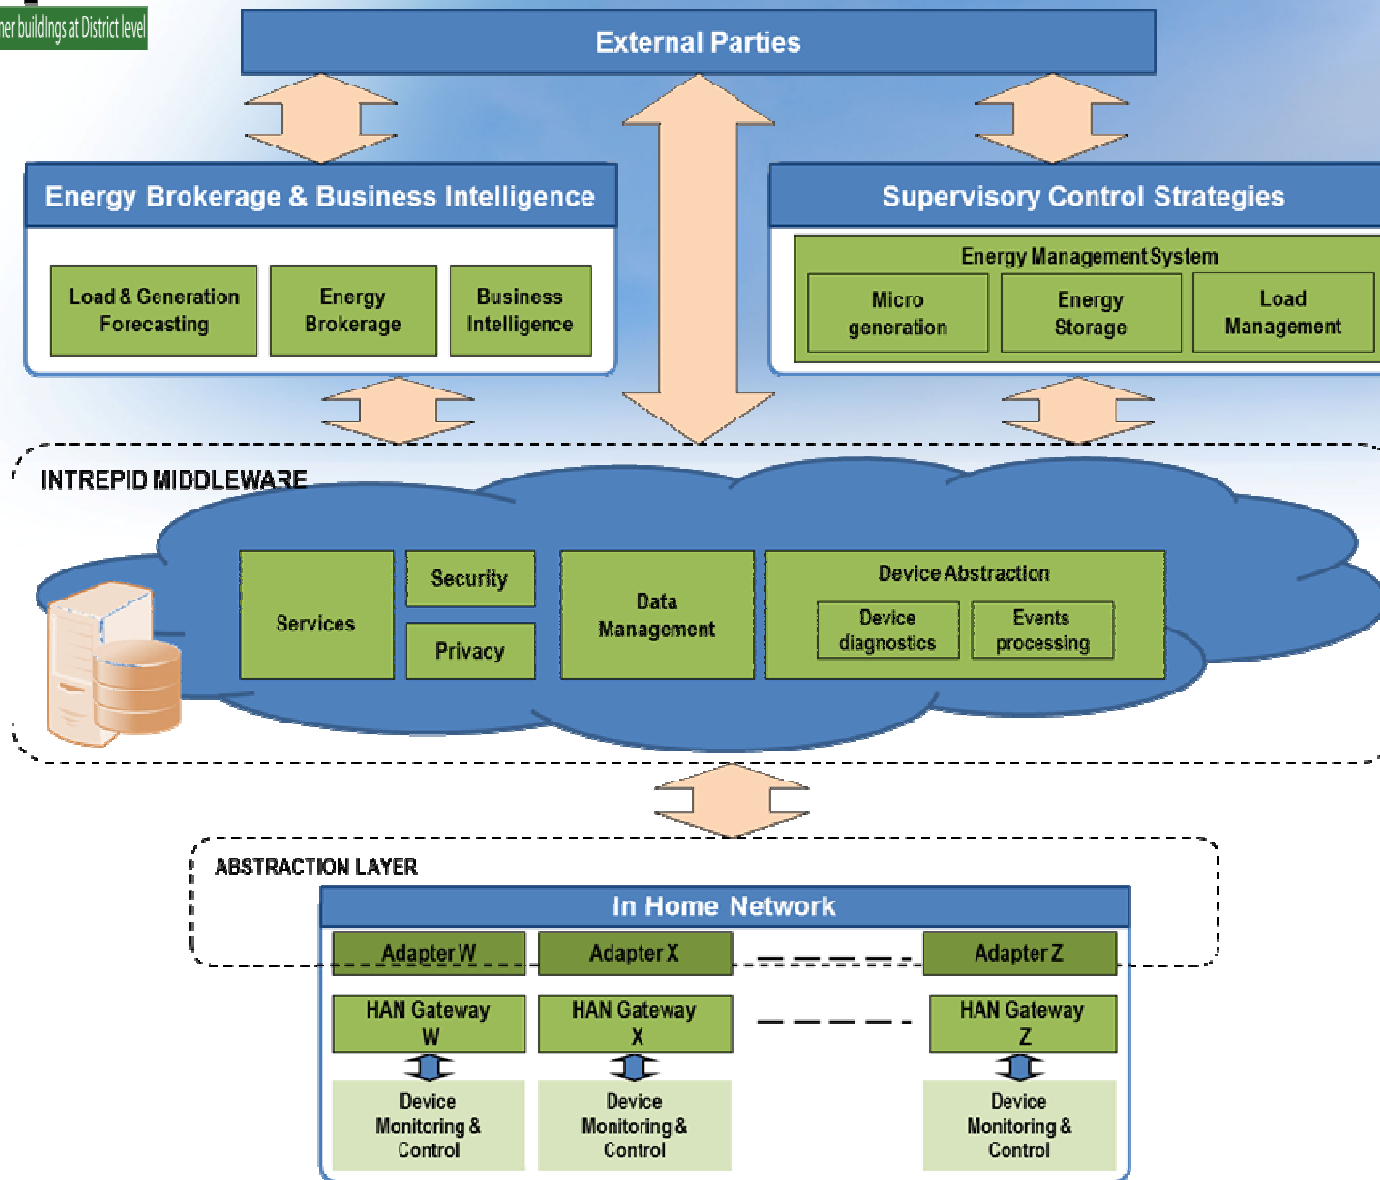 buildings at District level
External Parties
Energy Brokerage & Business Intelligence
Supervisory Control Strategies
Load & Generation
Forecasting
Energy
Brokerage
Business
Intelligence
Energy Management System
Micro
generation
Energy
Storage
Load
Management
INTREPID MIDDLEWARE
Services
Security
Privacy
Data
Management
Device Abstraction
Device
diagnostics
Events
processing
ABSTRACTION LAYER
In Home Network
Adapter W
Adapter X
Adapter Z
HAN Gateway
W
HAN Gateway
X
HAN Gateway
Z
Device
Monitoring &
Control
Device
Monitoring &
Control
Device
Monitoring &
Control